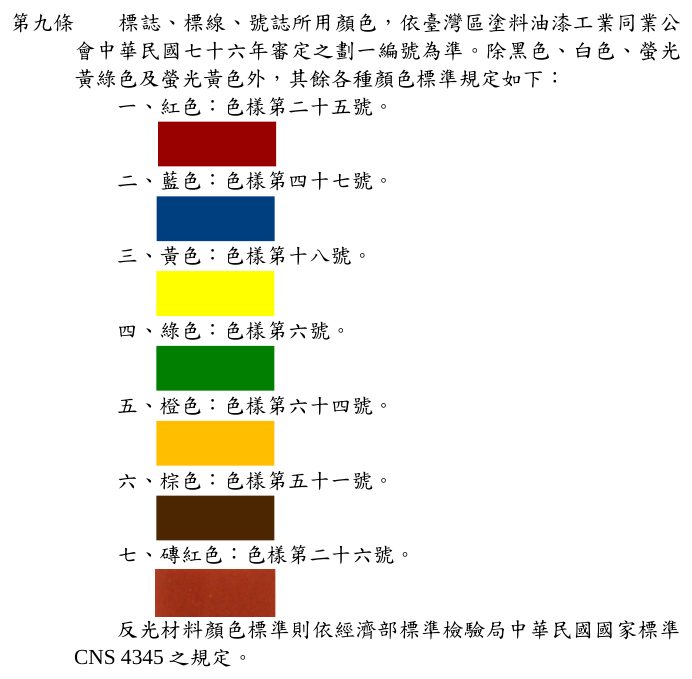 第九條　　標誌、標線、號誌所用顏色，依臺灣區塗料油漆工業同業公
會中華民國七十六年審定之劃一編號為準。除黑色、白色、螢光
黃綠色及螢光黃色外，其餘各種顏色標準規定如下：
一、紅色：色樣第二十五號。
二、藍色：色樣第四十七號。
三、黃色：色樣第十八號。
四、綠色：色樣第六號。
五、橙色：色樣第六十四號。
六、棕色：色樣第五十一號。
七、磚紅色：色樣第二十六號。
反光材料顏色標準則依經濟部標準檢驗局中華民國國家標準
CNS 4345 之規定。